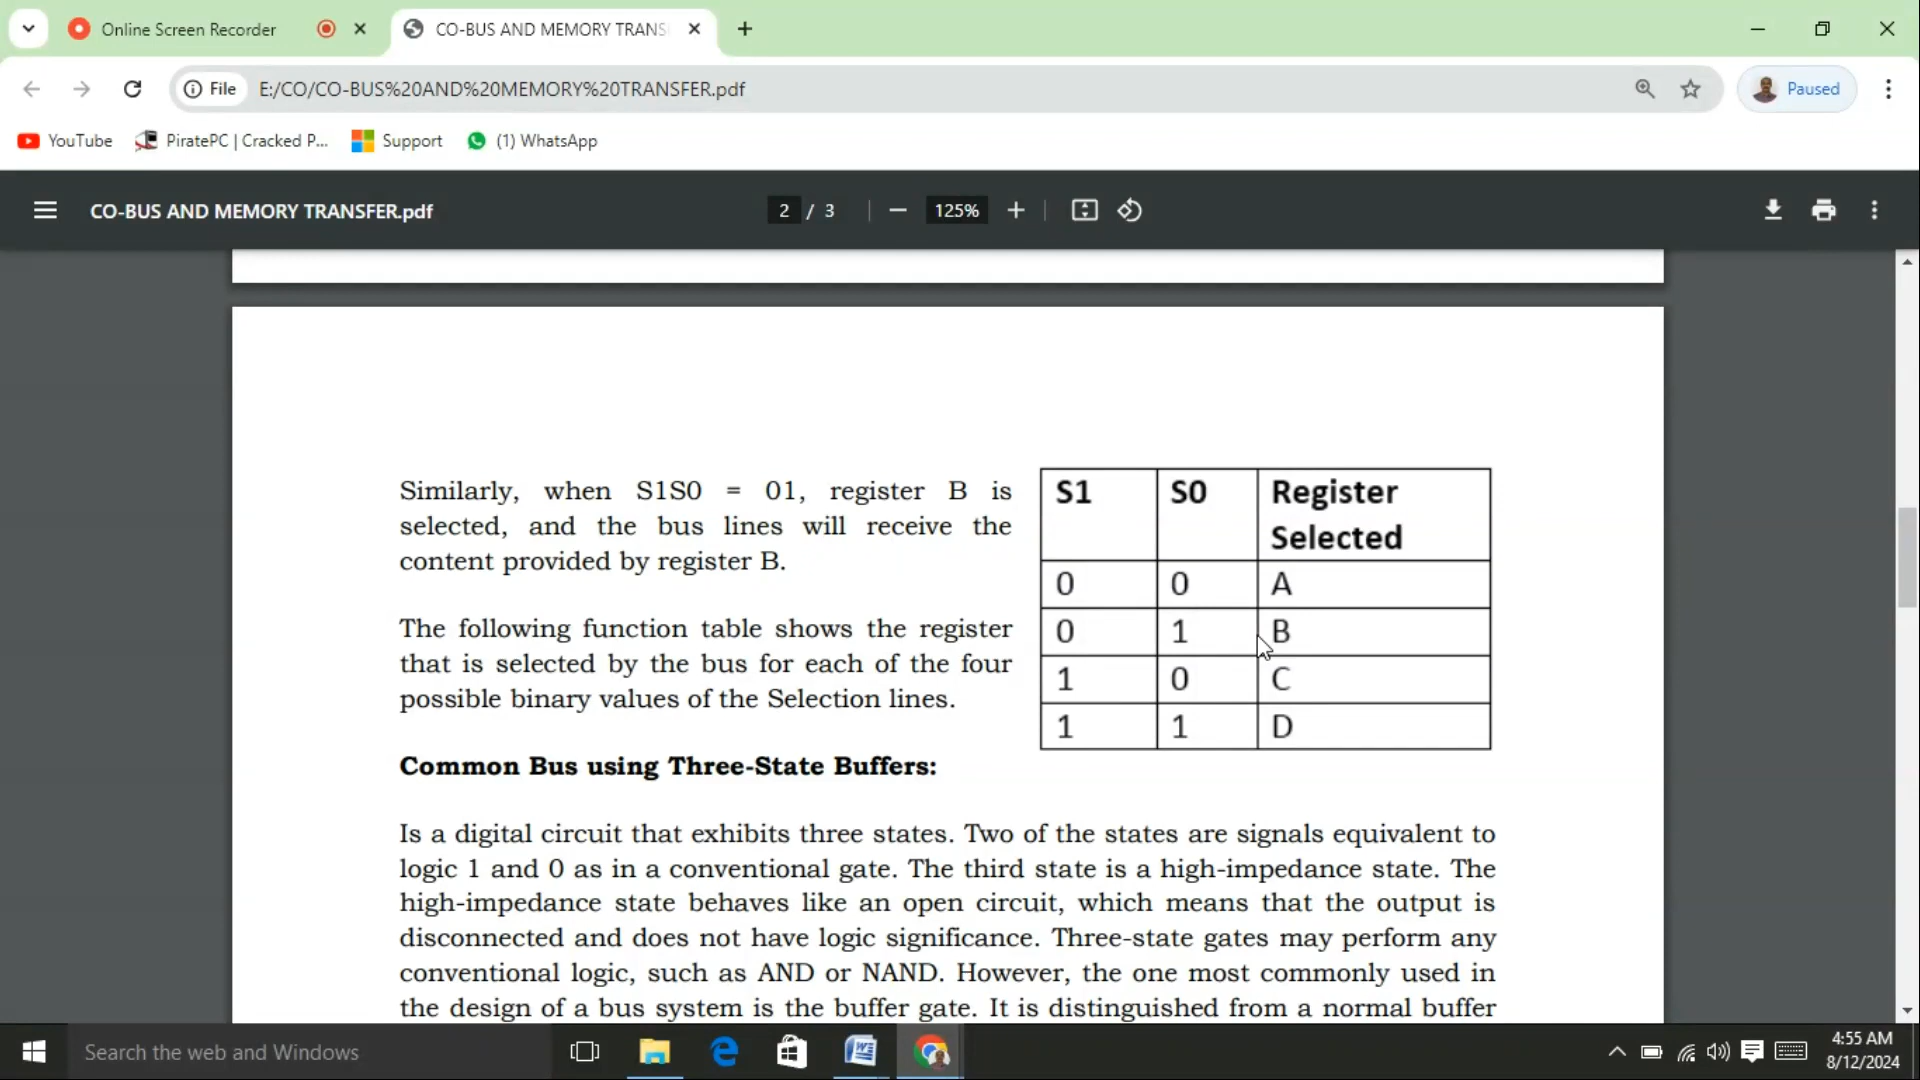 Online Screen Recorder
CO-BUS AND MEMORY TRANS
File
E:/CO/CO-BUS%20AND%20MEMORY%20TRANSFER.pdf
Paused
YouTube
PiratePC | Cracked P...
Support
(1) WhatsApp
CO-BUS AND MEMORY TRANSFER.pdf
2 / 3
125%
Similarly, when S1S0 = 01, register B is
selected, and the bus lines will receive the
content provided by register B.
The following function table shows the register
that is selected by the bus for each of the four
possible binary values of the Selection lines.
S1 S0 Register
Selected
0 0 A
0 1 B
1 0 C
1 1 D
Common Bus using Three-State Buffers:
Is a digital circuit that exhibits three states. Two of the states are signals equivalent to
logic 1 and 0 as in a conventional gate. The third state is a high-impedance state. The
high-impedance state behaves like an open circuit, which means that the output is
disconnected and does not have logic significance. Three-state gates may perform any
conventional logic, such as AND or NAND. However, the one most commonly used in
the design of a bus system is the buffer gate. It is distinguished from a normal buffer
Search the web and Windows
4:55 AM
8/12/2024